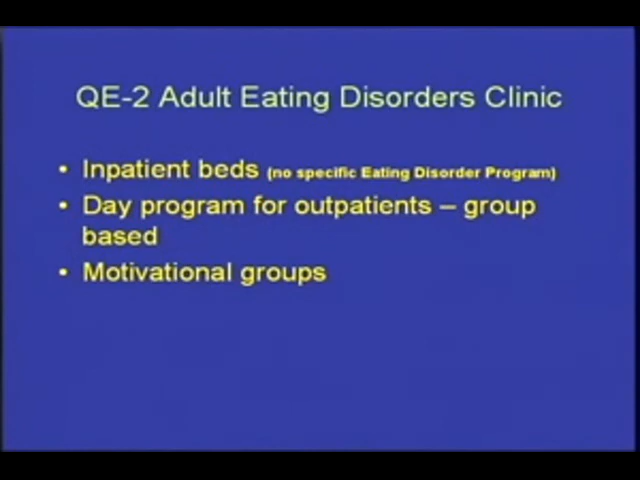 QE-2 Adult Eating Disorders Clinic
• Inpatient beds (no specific Eating Disorder Program)
• Day program for outpatients – group
based
• Motivational groups